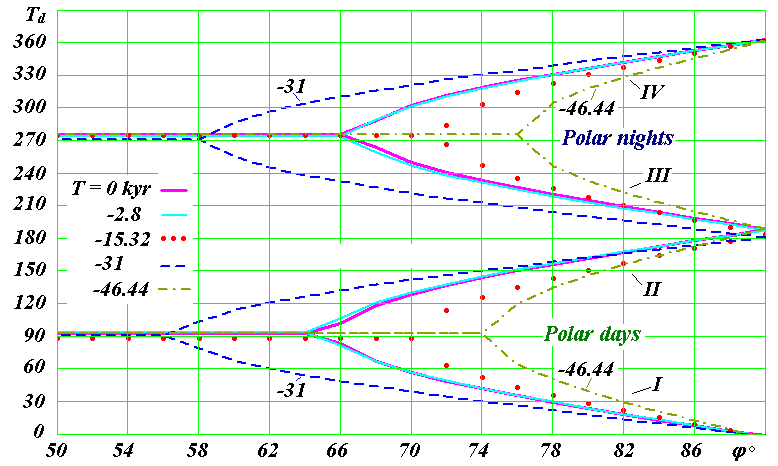 T_d
360
330
300
270
240
210
180
150
120
90
60
30
0
-31
IV
-46.44
Polar nights
III
T = 0 kyr
-2.8
-15.32
-31
-46.44
II
Polar days
-46.44
-31
I
50 54 58 62 66 70 74 78 82 86 φ°